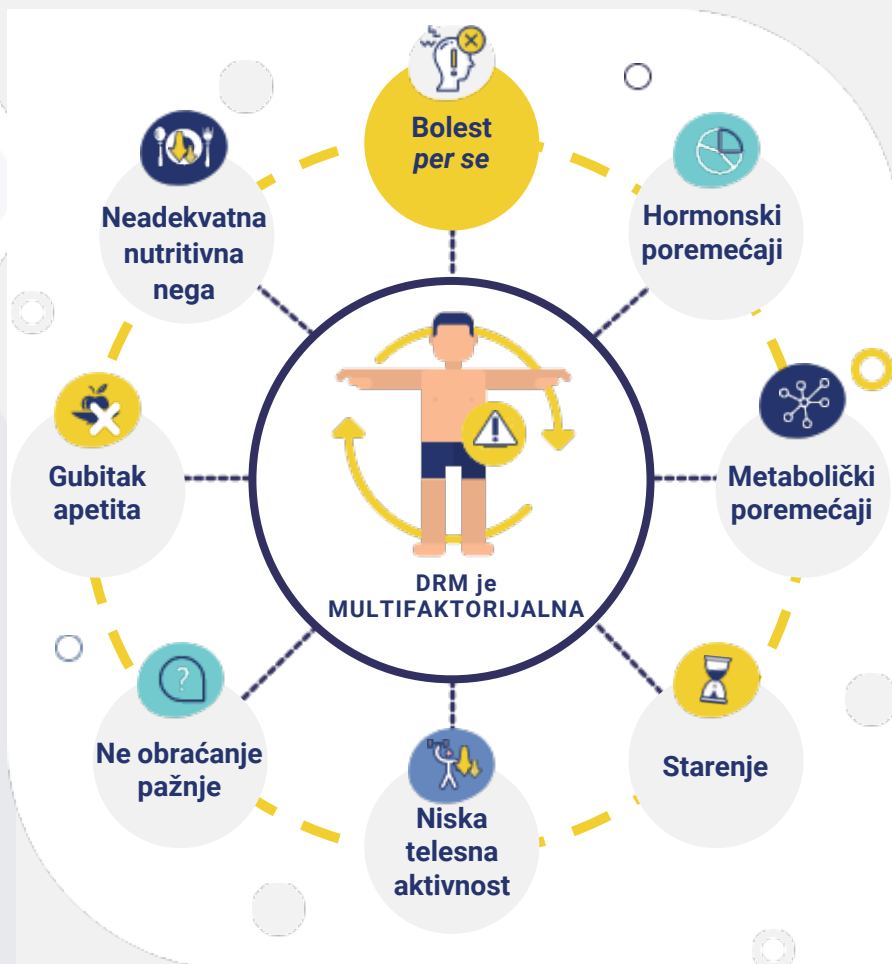 Bolest
per se
Hormonski
poremećaji
Metabolički
poremećaji
Starenje
Niska
telesna
aktivnost
Ne obraćanje
pažnje
Gubitak
apetita
Neadekvatna
nutritivna
nega
DRM je
MULTIFAKTORIJALNA